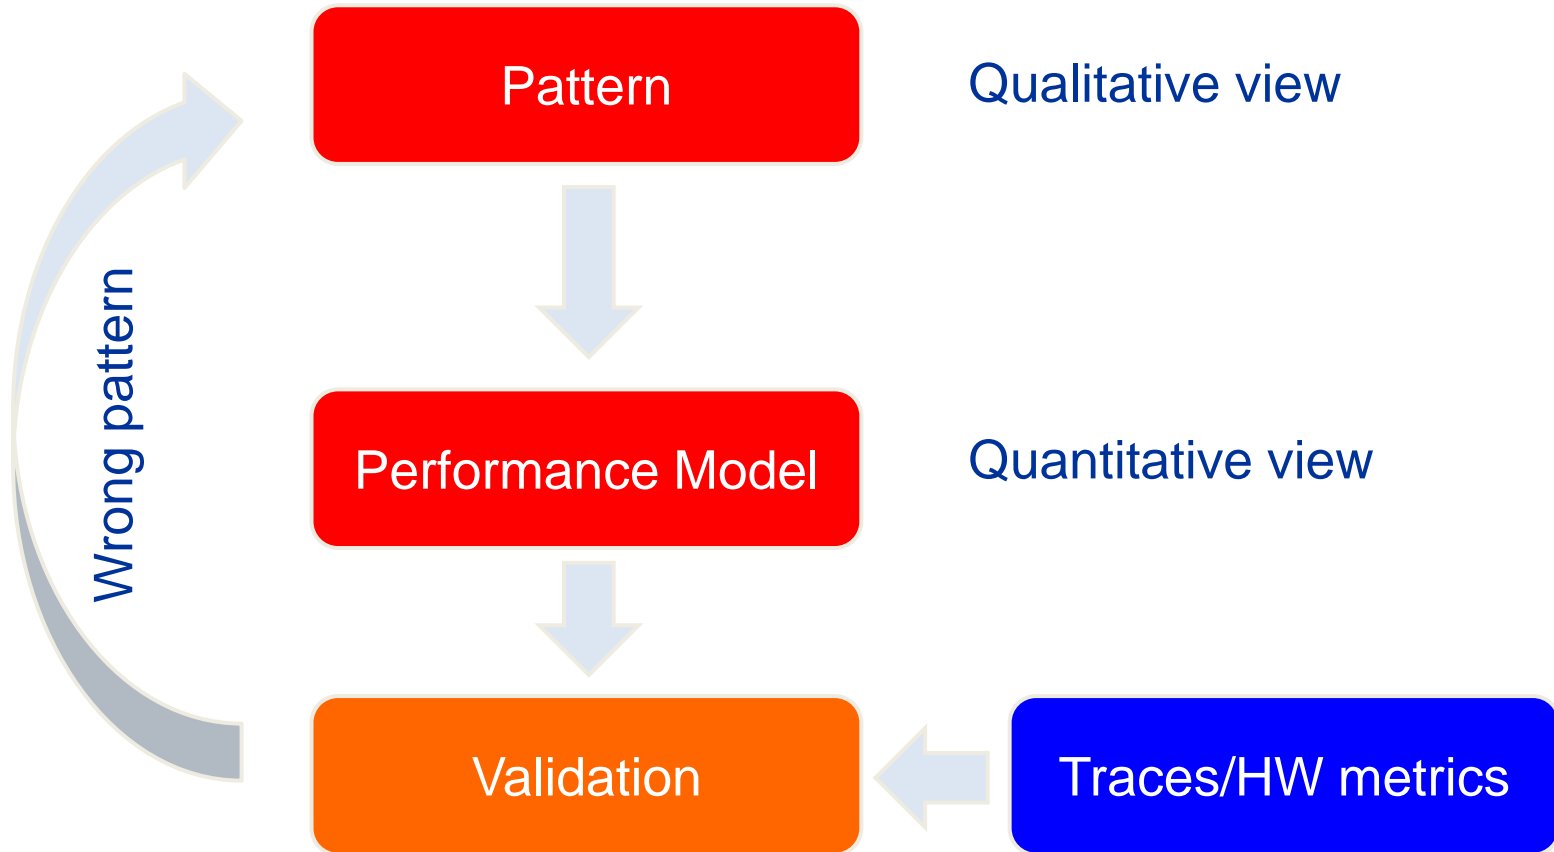 Pattern
Qualitative view
Wrong pattern
Performance Model
Quantitative view
Validation
Traces/HW metrics